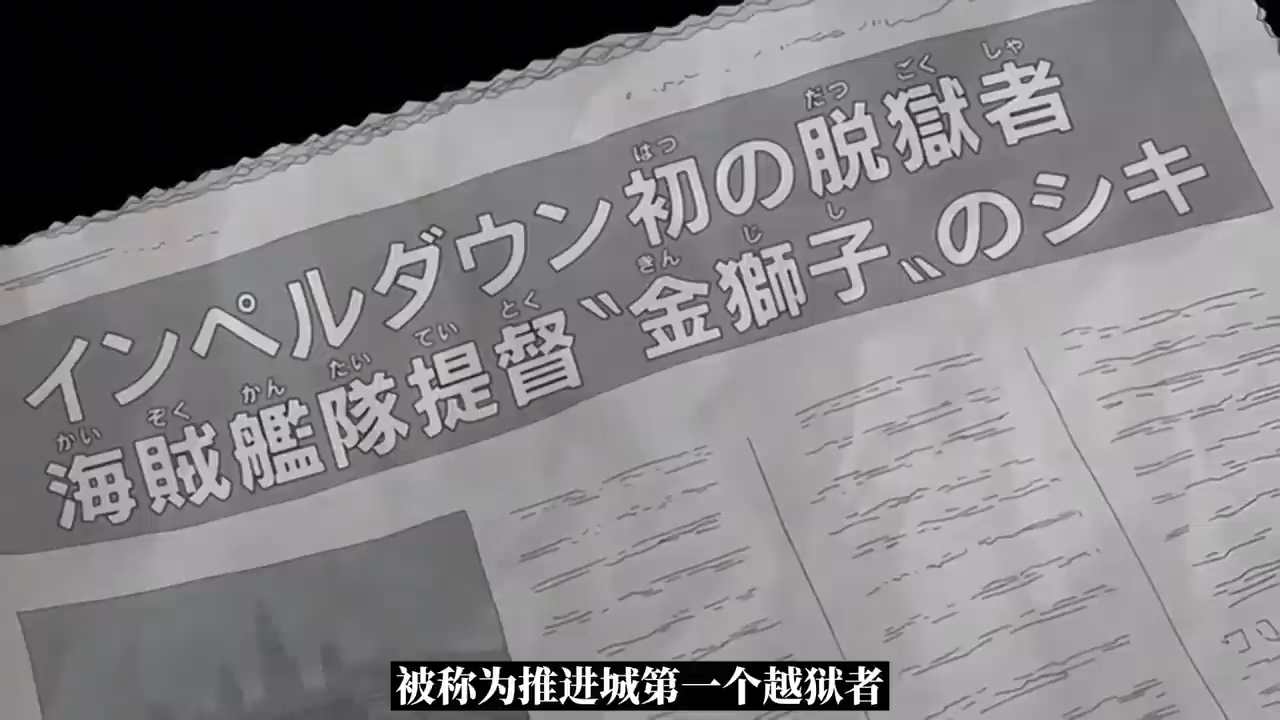 インペルダウン初の脱獄者
海賊艦隊提督〝金獅子〟のシキ
被称为推进城第一个越狱者